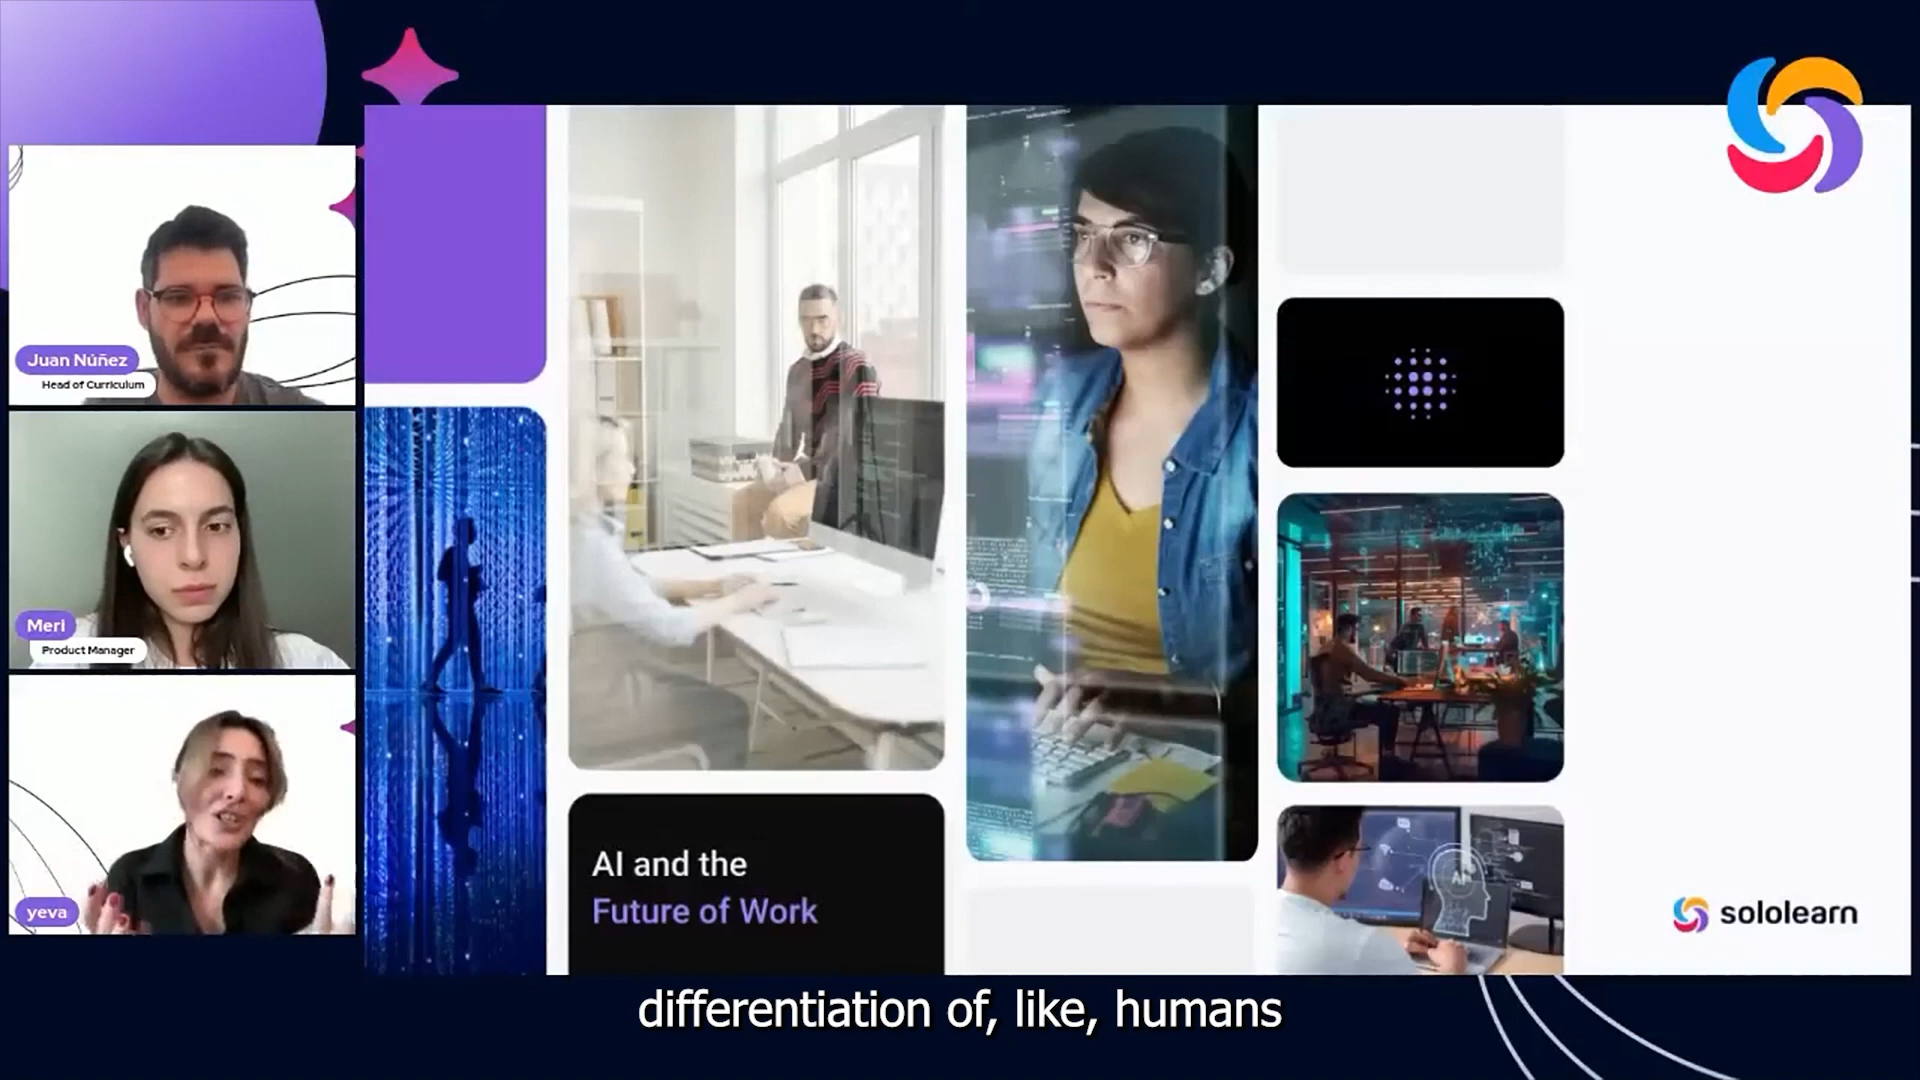 Juan Núñez
Head of Curriculum
Meri
Product Manager
yeva
AI and the
Future of Work
AI
sololearn
differentiation of, like, humans